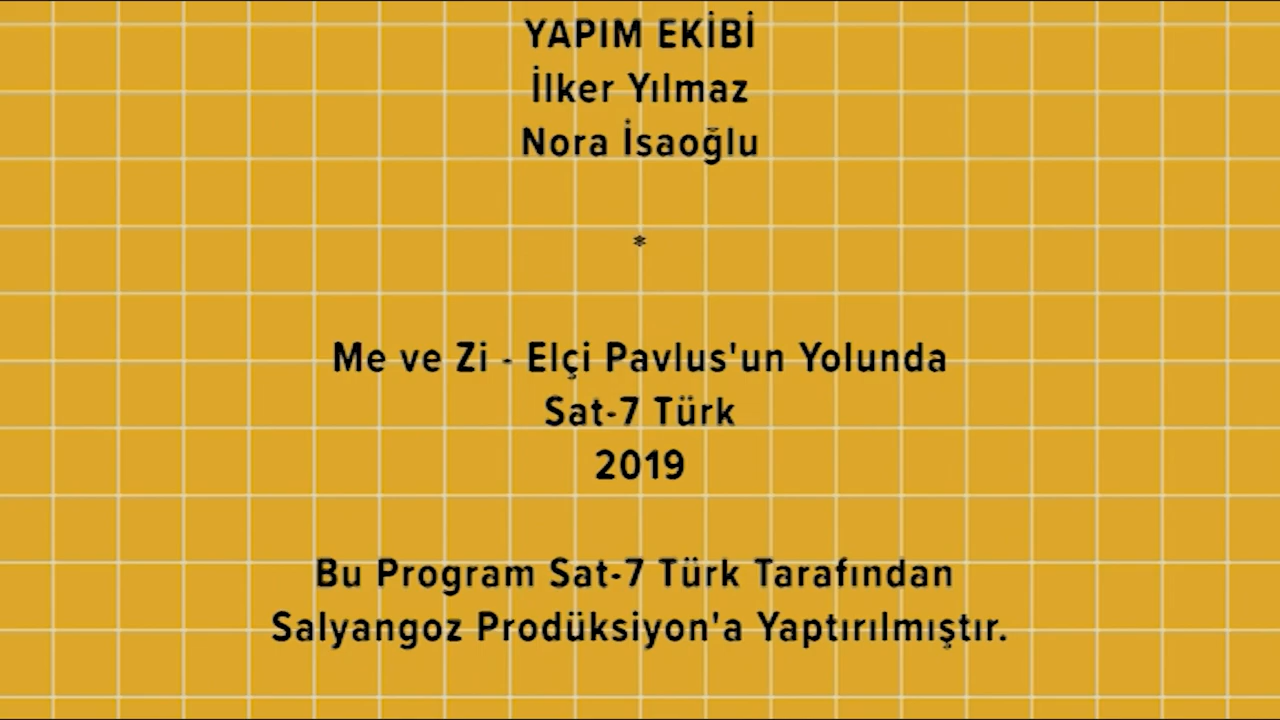 YAPIM EKİBİ
İlker Yılmaz
Nora İsaoğlu
*
Me ve Zi - Elçi Pavlus'un Yolunda
Sat-7 Türk
2019
Bu Program Sat-7 Türk Tarafından
Salyangoz Prodüksiyon'a Yaptırılmıştır.